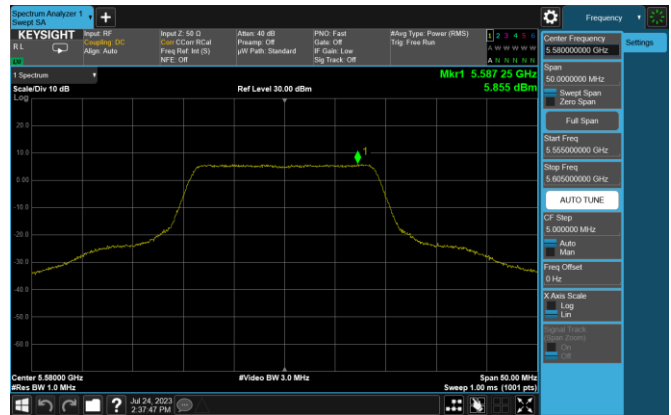 Spectrum Analyzer 1
Swept SA
Frequency
KEYSIGHT
R L
LW
Input: RF
Coupling: DC
Align: Auto
Input Z: 50 Ω
Corr CCorr RCal
Freq Ref: Int (S)
NFE: Off
Atten: 40 dB
Preamp: Off
µW Path: Standard
PNO: Fast
Gate: Off
IF Gain: Low
Sig Track: Off
#Avg Type: Power (RMS)
Trig: Free Run
1 2 3 4 5 6
A W W W W W
A N N N N N
1 Spectrum
Mkr1 5.587 25 GHz
Scale/Div 10 dB
Ref Level 30.00 dBm
5.855 dBm
Log
20.0
10.0
1
0.00
-10.0
-20.0
-30.0
-40.0
-50.0
-60.0
Center 5.58000 GHz
#Video BW 3.0 MHz
Span 50.00 MHz
#Res BW 1.0 MHz
Sweep 1.00 ms (1001 pts)
Jul 24, 2023
2:37:47 PM
Center Frequency
5.580000000 GHz
Settings
Span
50.0000000 MHz
Swept Span
Zero Span
Full Span
Start Freq
5.555000000 GHz
Stop Freq
5.605000000 GHz
AUTO TUNE
CF Step
5.000000 MHz
Auto
Man
Freq Offset
0 Hz
X Axis Scale
Log
Lin
Signal Track
(Span Zoom)
On
Off